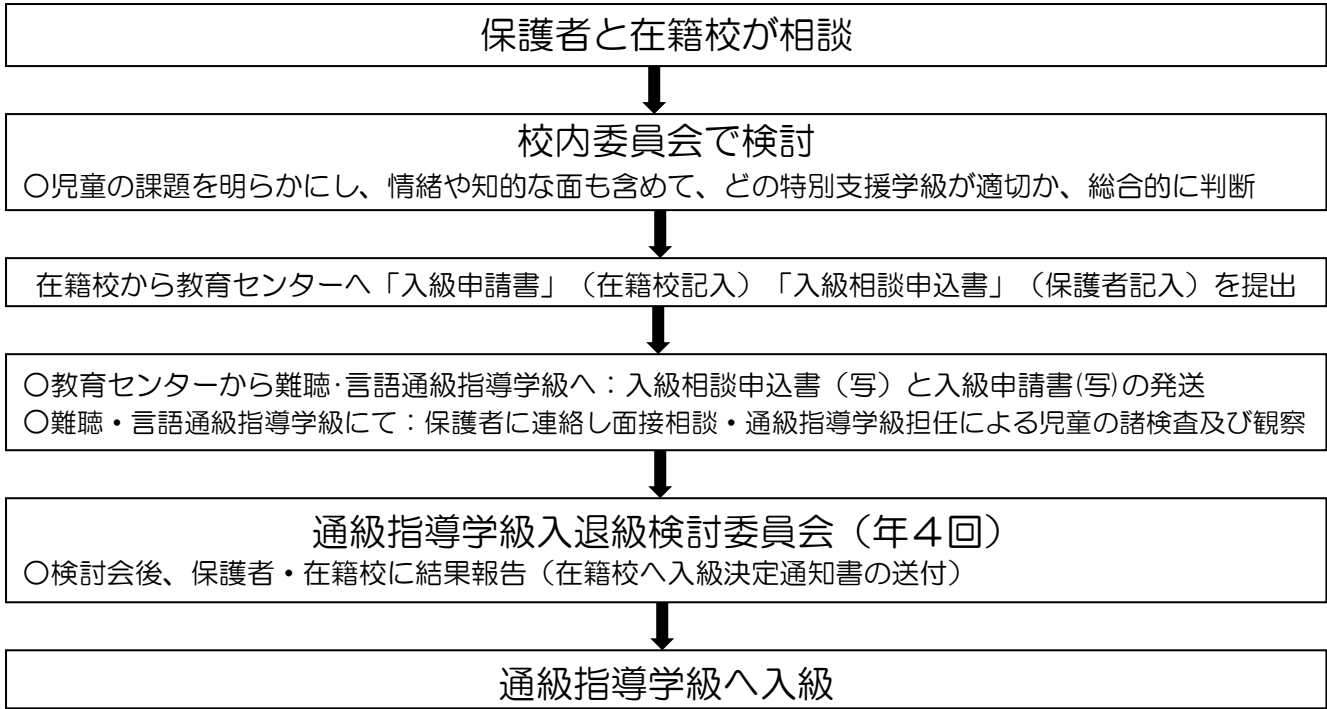 保護者と在籍校が相談
校内委員会で検討
〇児童の課題を明らかにし、情緒や知的な面も含めて、どの特別支援学級が適切か、総合的に判断
在籍校から教育センターへ「入級申請書」（在籍校記入）「入級相談申込書」（保護者記入）を提出
〇教育センターから難聴･言語通級指導学級へ：入級相談申込書（写）と入級申請書(写)の発送
〇難聴・言語通級指導学級にて：保護者に連絡し面接相談・通級指導学級担任による児童の諸検査及び観察
通級指導学級入退級検討委員会（年４回）
〇検討会後、保護者・在籍校に結果報告（在籍校へ入級決定通知書の送付）
通級指導学級へ入級